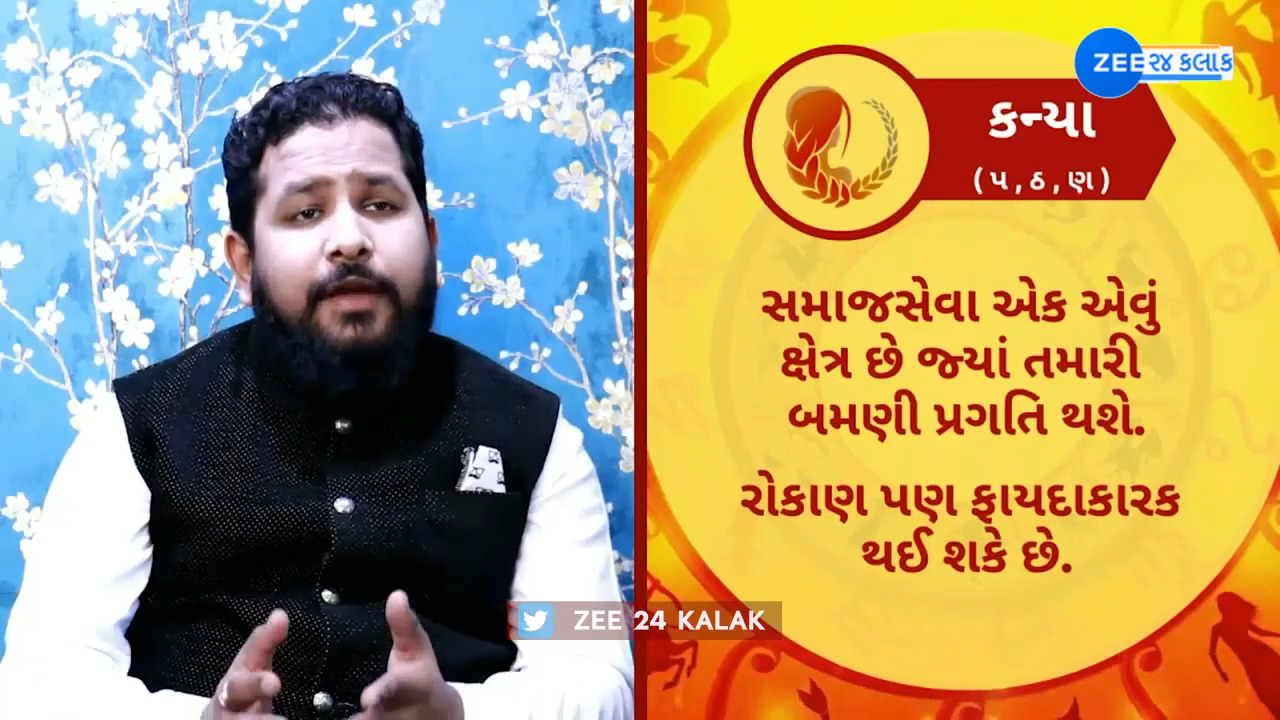 ZEE ૨૪ કલાક
કન્યા
(પ,ઠ,ણ)
સમાજસેવા એક એવું
ક્ષેત્ર છે જ્યાં તમારી
બમણી પ્રગતિ થશે.
રોકાણ પણ ફાયદાકારક
થઈ શકે છે.
ZEE 24 KALAK